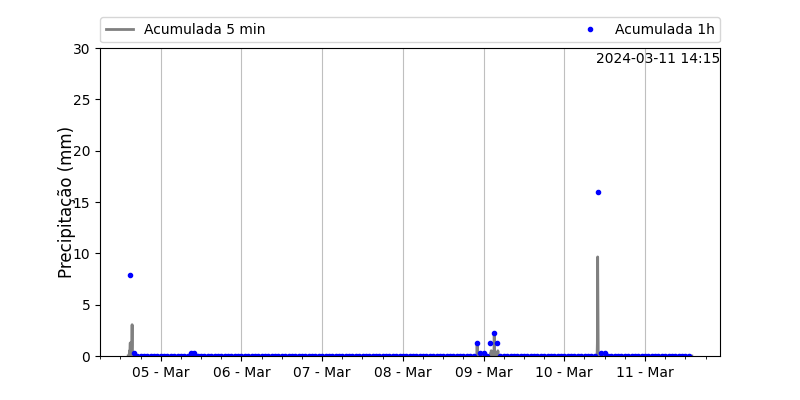 Acumulada 5 min
Acumulada 1h
2024-03-11 14:15
Precipitação (mm)
30
25
20
15
10
5
0
05 - Mar
06 - Mar
07 - Mar
08 - Mar
09 - Mar
10 - Mar
11 - Mar